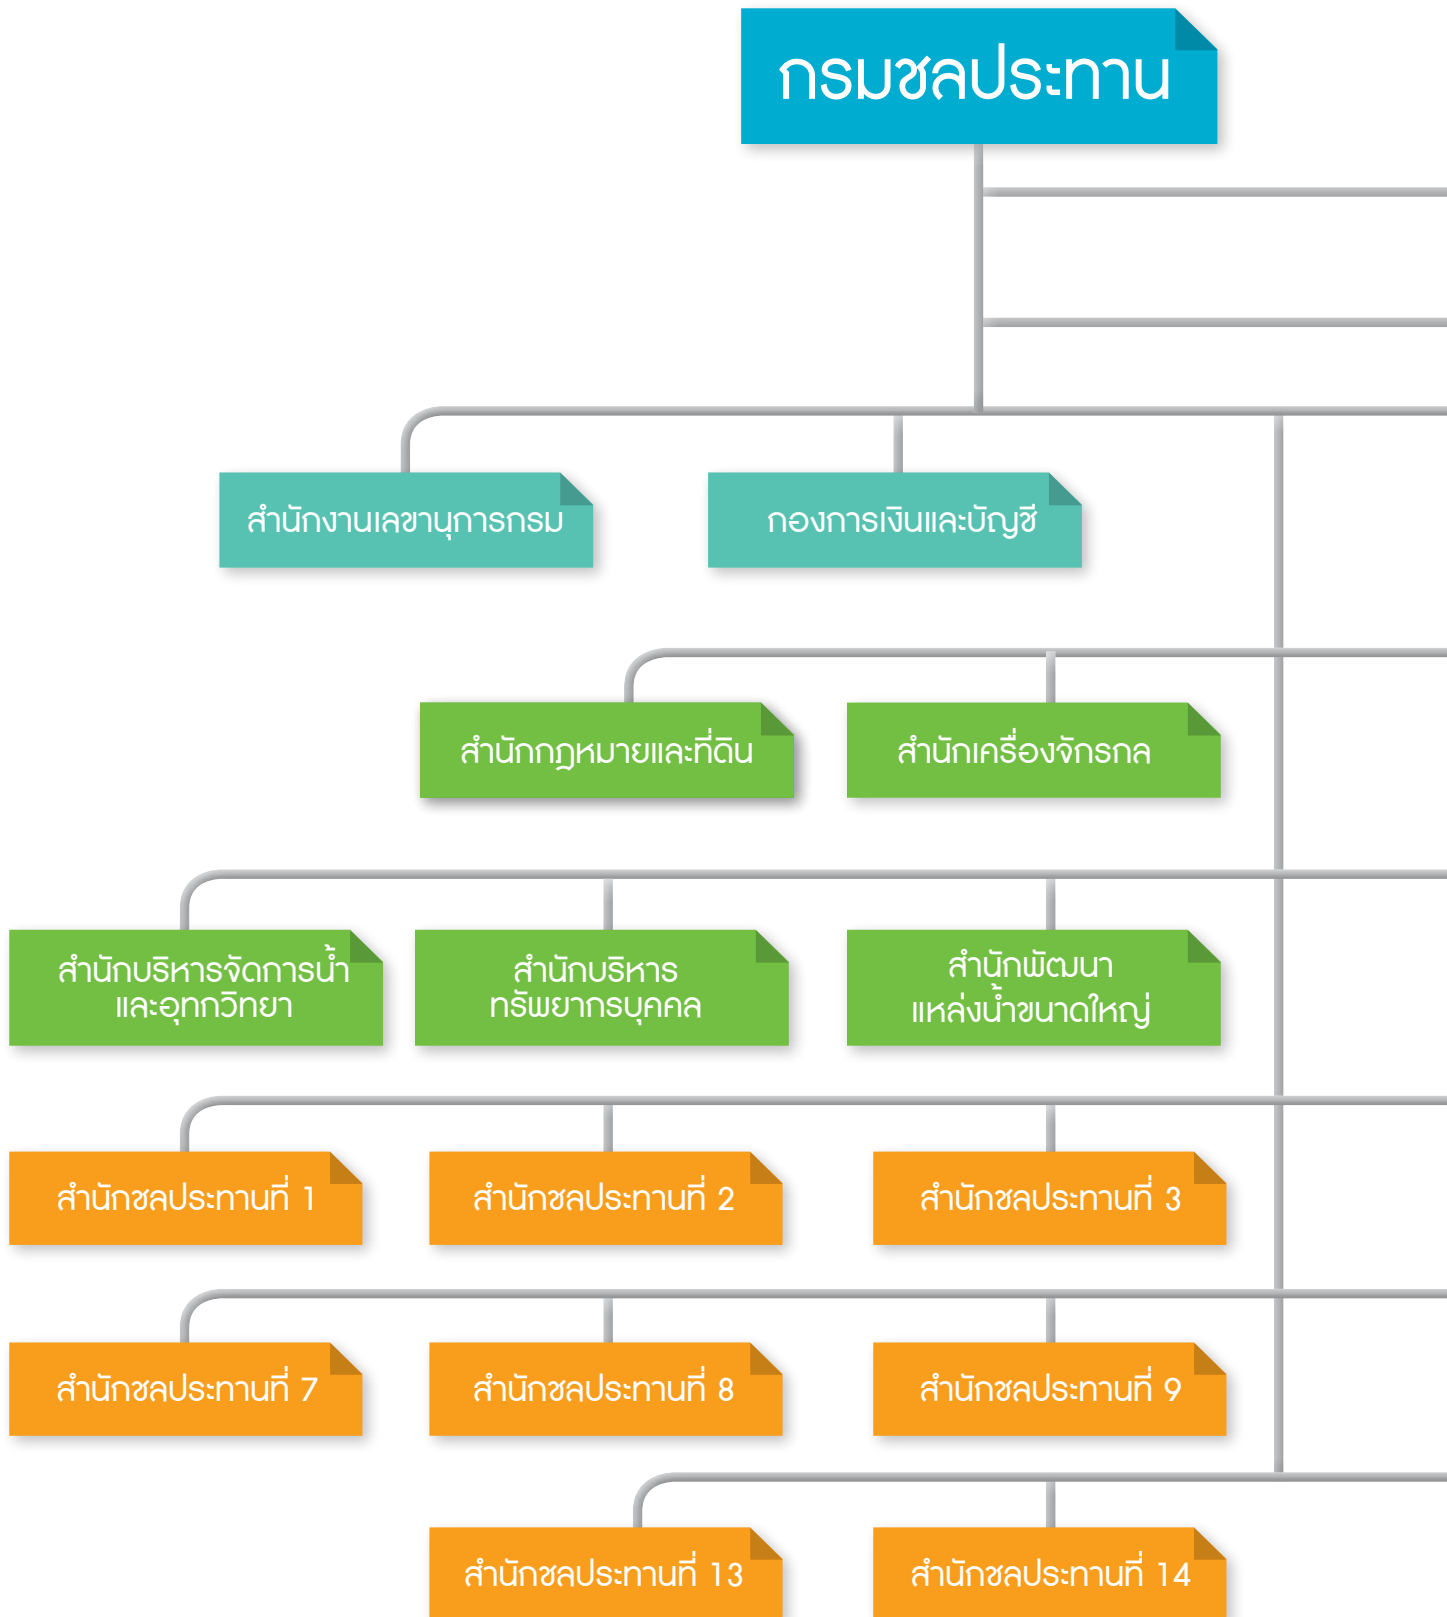 กรมชลประทาน
สำนักงานเลขานุการกรม
กองการเงินและบัญชี
สำนักกฎหมายและที่ดิน
สำนักเครื่องจักรกล
สำนักบริหารจัดการน้ำ
และอุทกวิทยา
สำนักบริหาร
ทรัพยากรบุคคล
สำนักพัฒนา
แหล่งน้ำขนาดใหญ่
สำนักชลประทานที่ 1
สำนักชลประทานที่ 2
สำนักชลประทานที่ 3
สำนักชลประทานที่ 7
สำนักชลประทานที่ 8
สำนักชลประทานที่ 9
สำนักชลประทานที่ 13
สำนักชลประทานที่ 14